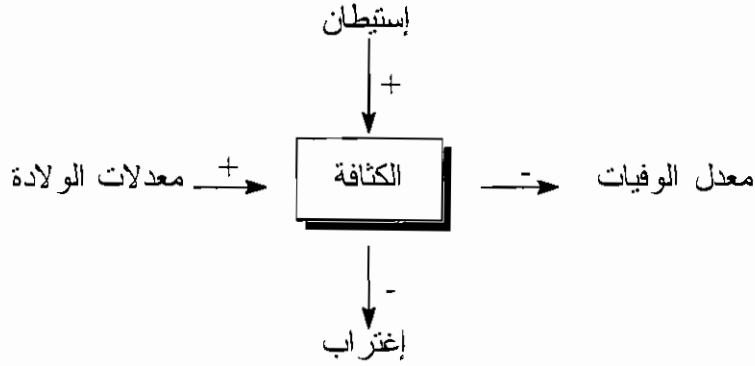 إستيطان
+
معدلات الولادة
+
الكثافة
-
معدل الوفيات
-
إغتراب